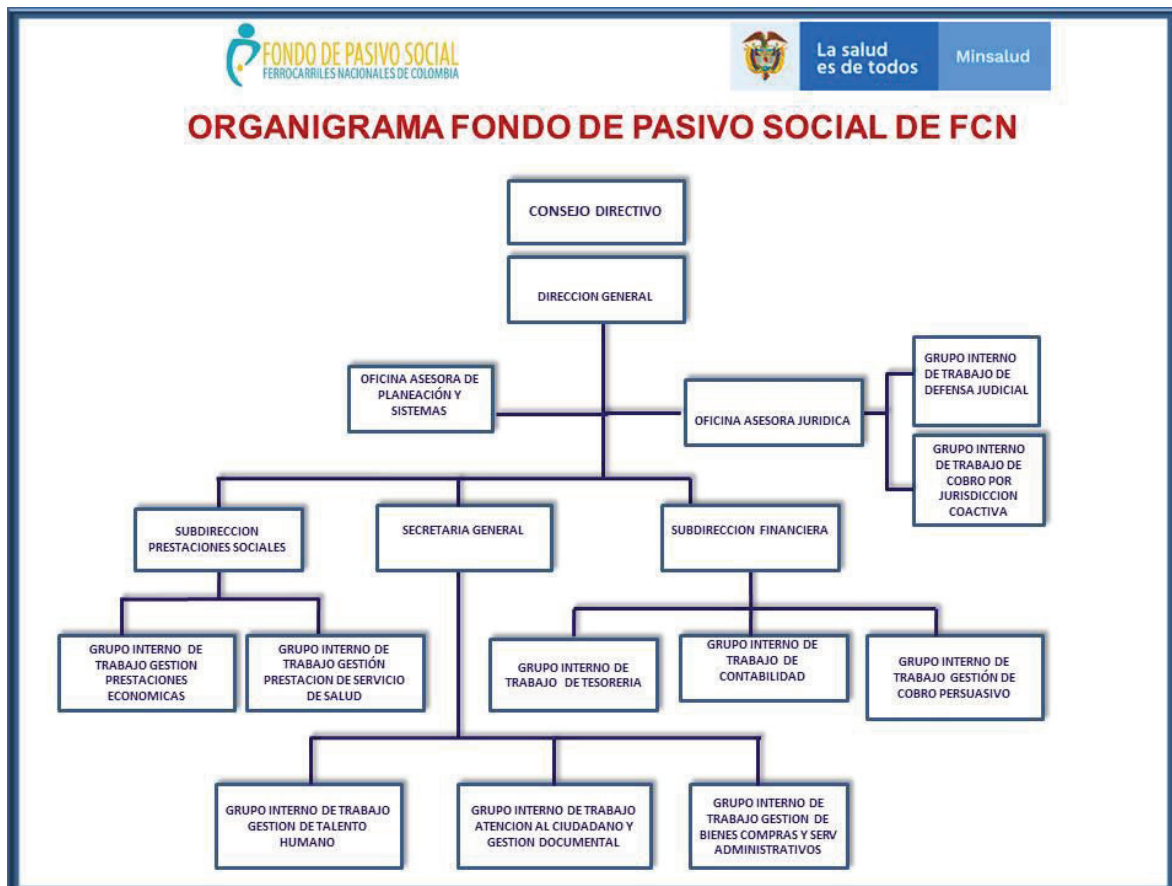 FONDO DE PASIVO SOCIAL
FERROCARRILES NACIONALES DE COLOMBIA
La salud
es de todos
Minsalud
ORGANIGRAMA FONDO DE PASIVO SOCIAL DE FCN
CONSEJO DIRECTIVO
DIRECCION GENERAL
OFICINA ASESORA DE
PLANEACIÓN Y
SISTEMAS
OFICINA ASESORA JURIDICA
GRUPO INTERNO
DE TRABAJO DE
DEFENSA JUDICIAL
GRUPO INTERNO
DE TRABAJO DE
COBRO POR
JURISDICCION
COACTIVA
SUBDIRECCION
PRESTACIONES SOCIALES
SECRETARIA GENERAL
SUBDIRECCION FINANCIERA
GRUPO INTERNO DE
TRABAJO GESTION
PRESTACIONES
ECONOMICAS
GRUPO INTERNO DE
TRABAJO GESTIÓN
PRESTACION DE SERVICIO
DE SALUD
GRUPO INTERNO DE
TRABAJO DE TESORERIA
GRUPO INTERNO DE
TRABAJO DE
CONTABILIDAD
GRUPO INTERNO DE
TRABAJO GESTIÓN DE
COBRO PERSUASIVO
GRUPO INTERNO DE TRABAJO
GESTION DE TALENTO
HUMANO
GRUPO INTERNO DE TRABAJO
ATENCION AL CIUDADANO Y
GESTION DOCUMENTAL
GRUPO INTERNO DE
TRABAJO GESTION DE
BIENES COMPRAS Y SERV
ADMINISTRATIVOS